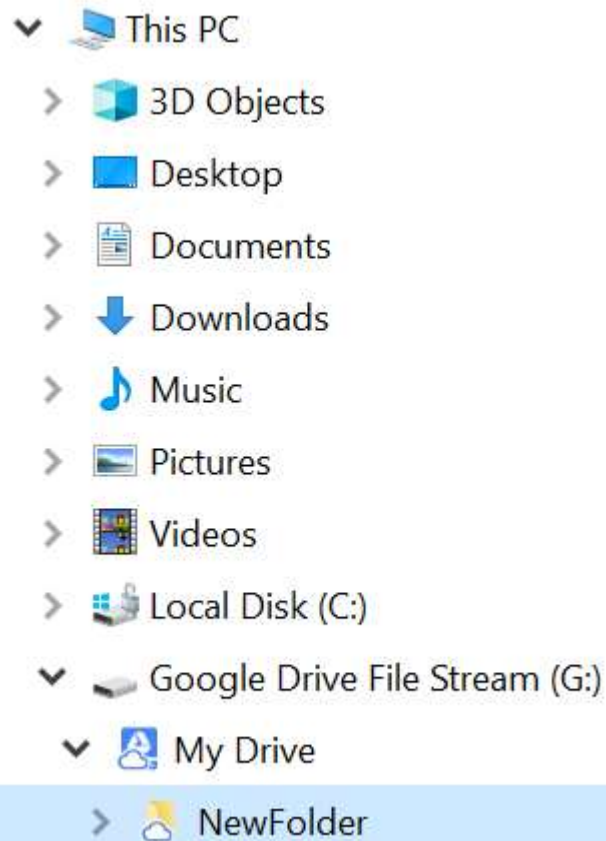 This PC
3D Objects
Desktop
Documents
Downloads
Music
Pictures
Videos
Local Disk (C:)
Google Drive File Stream (G:)
My Drive
NewFolder